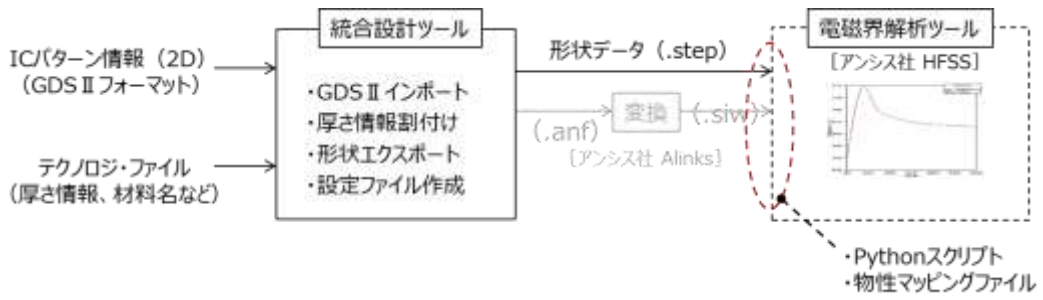 統合設計ツール
電磁界解析ツール
ICパターン情報（2D）
（GDSⅡフォーマット）
形状データ（.step）
［アンシス社 HFSS］
・GDSⅡインポート
・厚さ情報割付け
・形状エクスポート
・設定ファイル作成
（.anf）
変換
（.siw）
［アンシス社 Alinks］
テクノロジ・ファイル
（厚さ情報、材料名など）
・Pythonスクリプト
・物性マッピングファイル